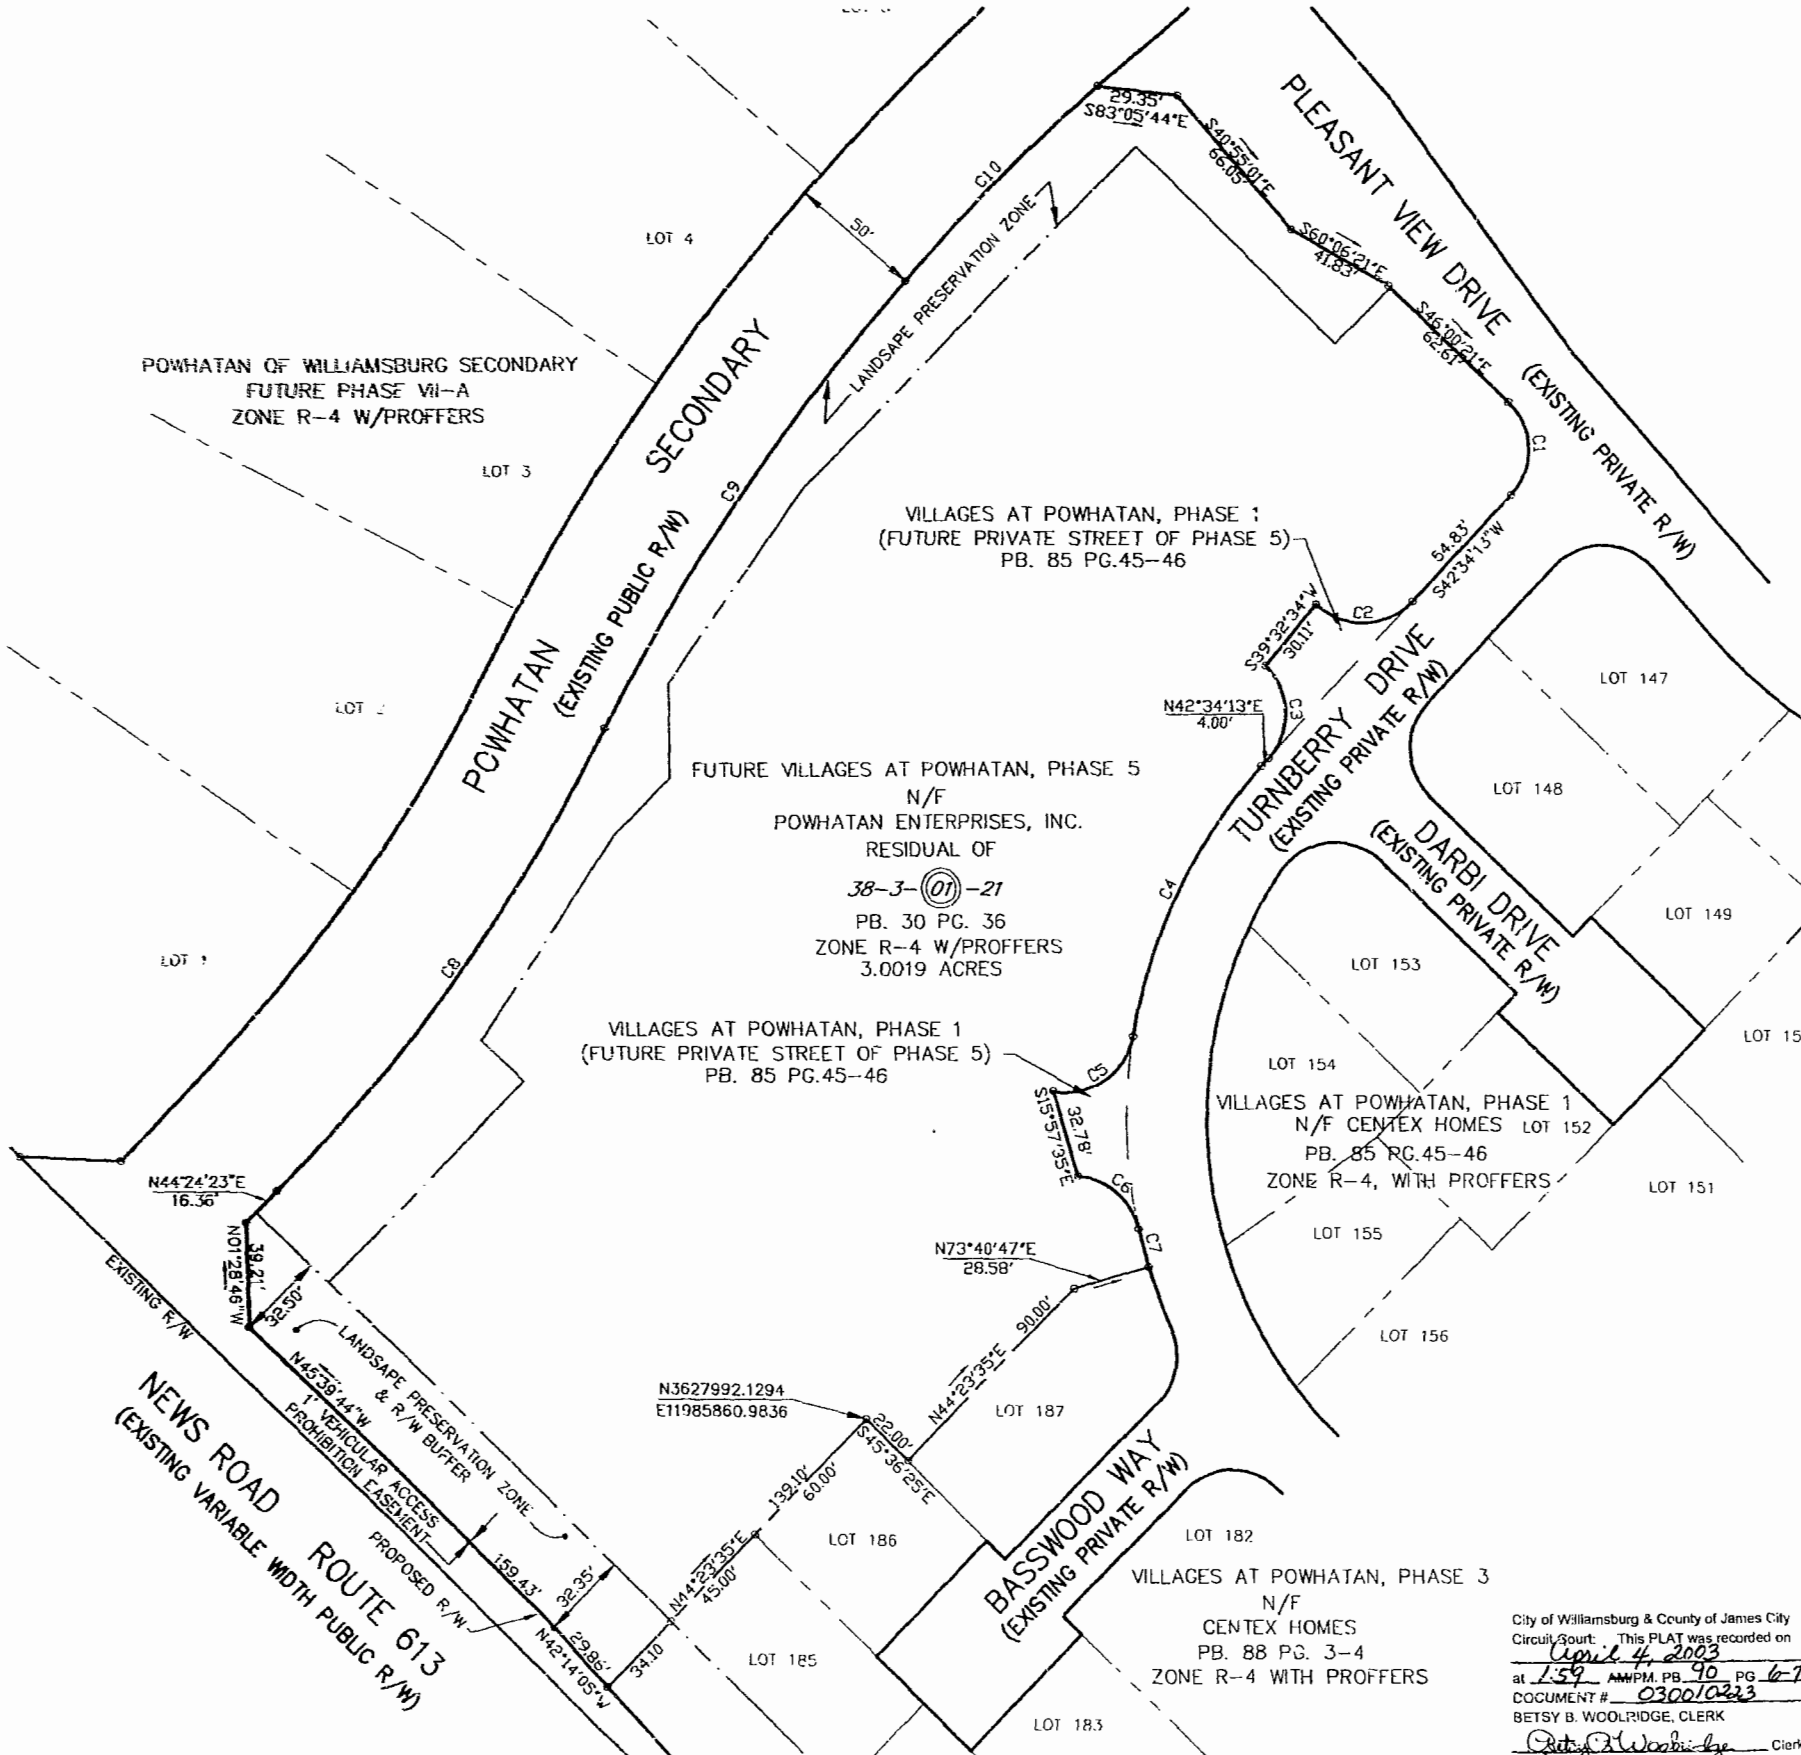 29.35'
S83°05'44"E
S40°55'01"E
66.05'
S60°06'21"E
41.83'
S46°00'21"E
62.61'
PLEASANT VIEW DRIVE
(EXISTING PRIVATE R/W)
C10
50'
LOT 4
LANDSAPE PRESERVATION ZONE
POWHATAN OF WILLIAMSBURG SECONDARY
FUTURE PHASE VII-A
ZONE R-4 W/PROFFERS
LOT 3
POWHATAN SECONDARY
(EXISTING PUBLIC R/W)
C9
C1
54.83'
S42°34'13"W
VILLAGES AT POWHATAN, PHASE 1
(FUTURE PRIVATE STREET OF PHASE 5)
PB. 85 PG.45-46
C2
S39°32'34"W
30.11'
C3
N42°34'13"E
4.00'
TURNBERRY DRIVE
(EXISTING PRIVATE R/W)
LOT 147
LOT 148
LOT 149
DARBI DRIVE
(EXISTING PRIVATE R/W)
LOT 2
FUTURE VILLAGES AT POWHATAN, PHASE 5
N/F
POWHATAN ENTERPRISES, INC.
RESIDUAL OF
38-3-(01)-21
PB. 30 PG. 36
ZONE R-4 W/PROFFERS
3.0019 ACRES
C4
LOT 1
C8
LOT 153
LOT 15
LOT 154
VILLAGES AT POWHATAN, PHASE 1
(FUTURE PRIVATE STREET OF PHASE 5)
PB. 85 PG.45-46
C5
S15°57'35"E
32.78'
C6
C7
VILLAGES AT POWHATAN, PHASE 1
N/F CENTEX HOMES
LOT 152
PB. 85 PG.45-46
ZONE R-4, WITH PROFFERS
LOT 151
LOT 155
LOT 156
N44°24'23"E
16.36'
N01°28'46"W
39.21'
32.50'
EXISTING R/W
N73°40'47"E
28.58'
90.00'
N44°23'35"E
LOT 187
N3627992.1294
E11985860.9836
22.00'
S45°36'25"E
LANDSAPE PRESERVATION ZONE
& R/W BUFFER
N45°39'44"W
1' VEHICULAR ACCESS
PROHIBITION EASEMENT
159.43'
PROPOSED R/W
NEWS ROAD ROUTE 613
(EXISTING VARIABLE WIDTH PUBLIC R/W)
139.10'
60.00'
N44°23'35"E
45.00'
32.35'
29.86'
N42°14'05"W
34.10
LOT 186
LOT 185
LOT 183
BASSWOOD WAY
(EXISTING PRIVATE R/W)
LOT 182
VILLAGES AT POWHATAN, PHASE 3
N/F
CENTEX HOMES
PB. 88 PG. 3-4
ZONE R-4 WITH PROFFERS
City of Williamsburg & County of James City
Circuit Court: This PLAT was recorded on
April 4, 2003
at 1:59 AM/PM. PB 90 PG 6-7
DOCUMENT # 030010223
BETSY B. WOOLRIDGE, CLERK
Betsy B Woolridge Clerk